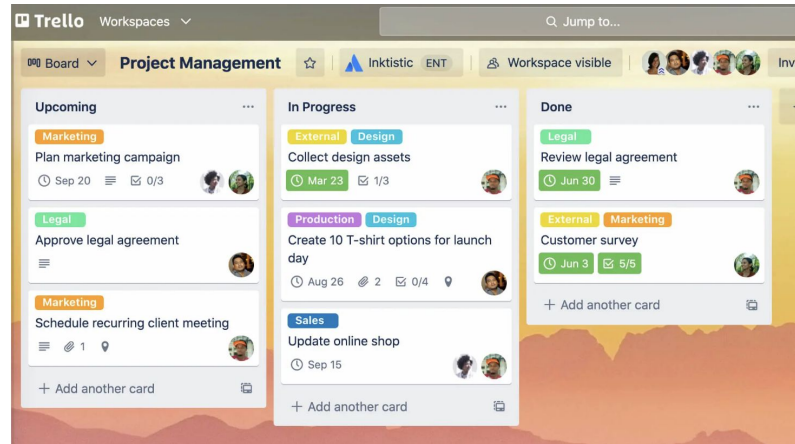 Trello Workspaces Jump to...
Board Project Management Inktistic ENT Workspace visible Inv
Upcoming
Marketing
Plan marketing campaign
Sep 20 0/3
Legal
Approve legal agreement
Marketing
Schedule recurring client meeting
1
+ Add another card
In Progress
External Design
Collect design assets
Mar 23 1/3
Production Design
Create 10 T-shirt options for launch
day
Aug 26 2 0/4
Sales
Update online shop
Sep 15
+ Add another card
Done
Legal
Review legal agreement
Jun 30
External Marketing
Customer survey
Jun 3 5/5
+ Add another card